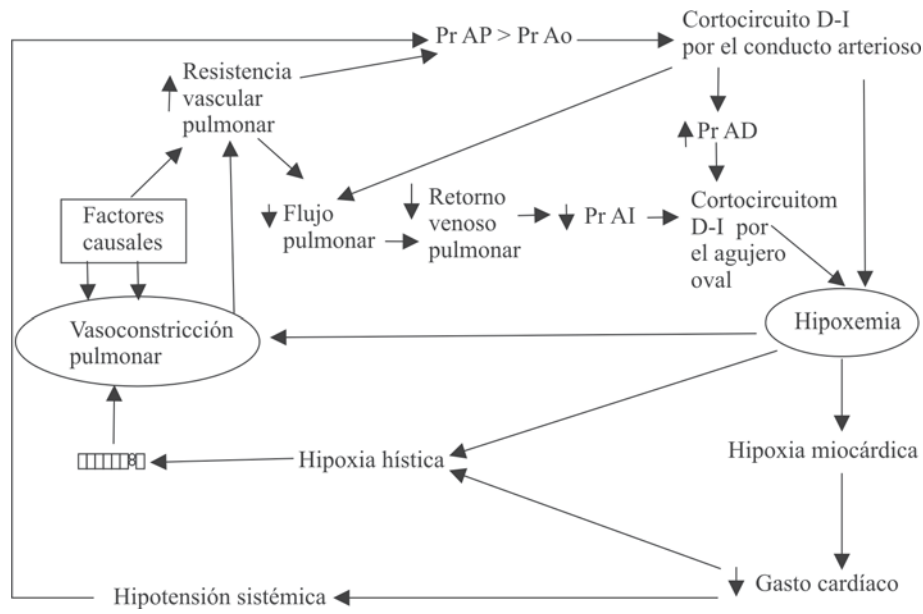 Pr AP > Pr Ao
Cortocircuito D-I
por el conducto arterioso
Resistencia
vascular
pulmonar
Pr AD
Factores
causales
Flujo
pulmonar
Retorno
venoso
pulmonar
Pr AI
Cortocircuitom
D-I por
el agujero
oval
Vasoconstricción
pulmonar
Hipoxemia
Hipoxia hística
Hipoxia miocárdica
Gasto cardíaco
Hipotensión sistémica